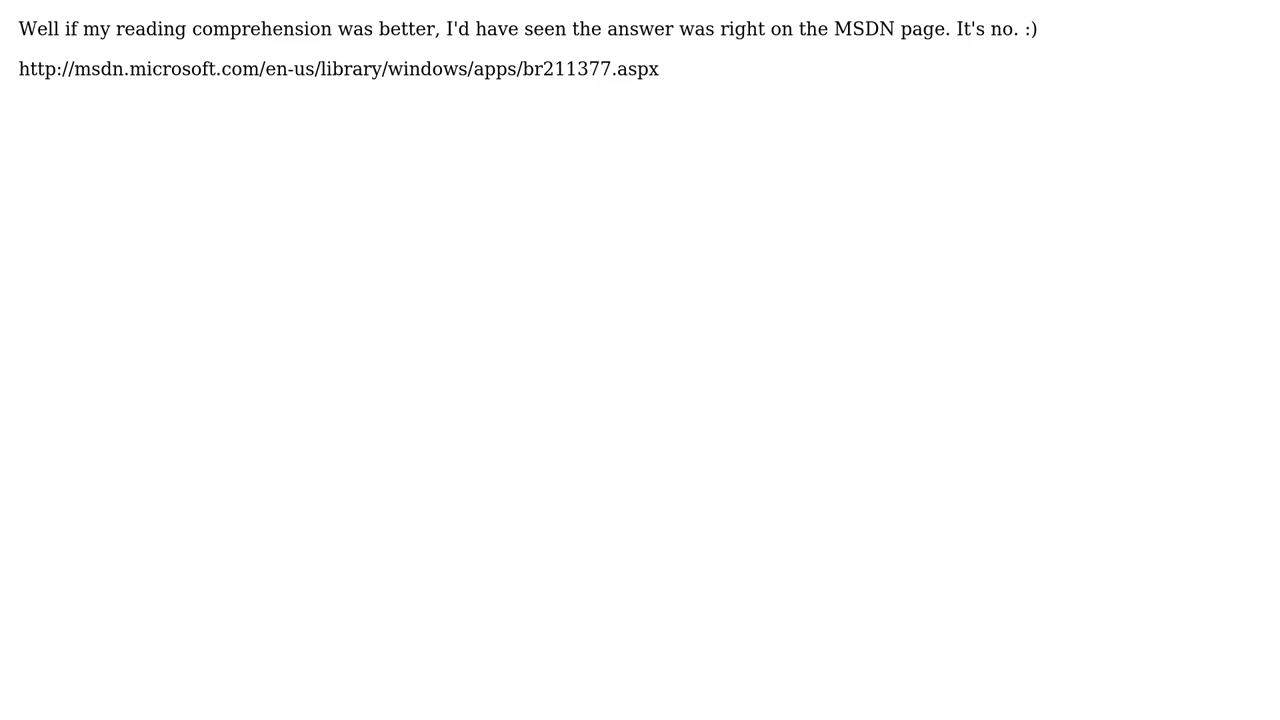 Well if my reading comprehension was better, I'd have seen the answer was right on the MSDN page. It's no. :)
http://msdn.microsoft.com/en-us/library/windows/apps/br211377.aspx